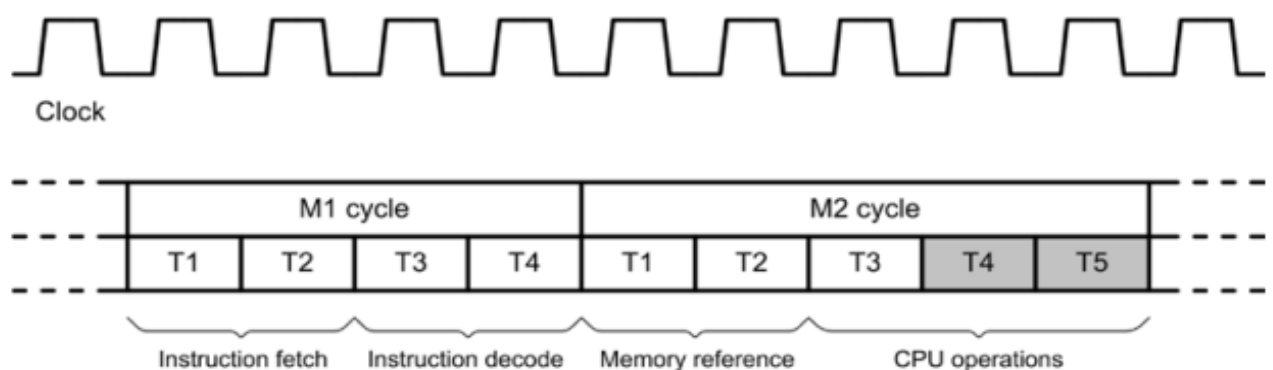 Clock
M1 cycle M2 cycle
T1 T2 T3 T4 T1 T2 T3 T4 T5
Instruction fetch Instruction decode Memory reference CPU operations